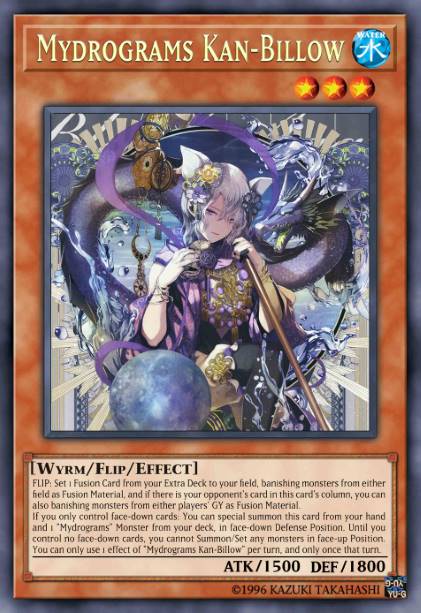 MYDROGRAMS KAN-BILLOW
WATER
水
[WYRM/FLIP/EFFECT]
FLIP: Set 1 Fusion Card from your Extra Deck to your field, banishing monsters from either
field as Fusion Material, and if there is your opponent's card in this card's column, you can
also banishing monsters from either players' GY as Fusion Material.
If you only control face-down cards: You can special summon this card from your hand
and 1 "Mydrograms" Monster from your deck, in face-down Defense Position. Until you
control no face-down cards, you cannot Summon/Set any monsters in face-up Position.
You can only use 1 effect of "Mydrograms Kan-Billow" per turn, and only once that turn.
ATK/1500 DEF/1800
©1996 KAZUKI TAKAHASHI